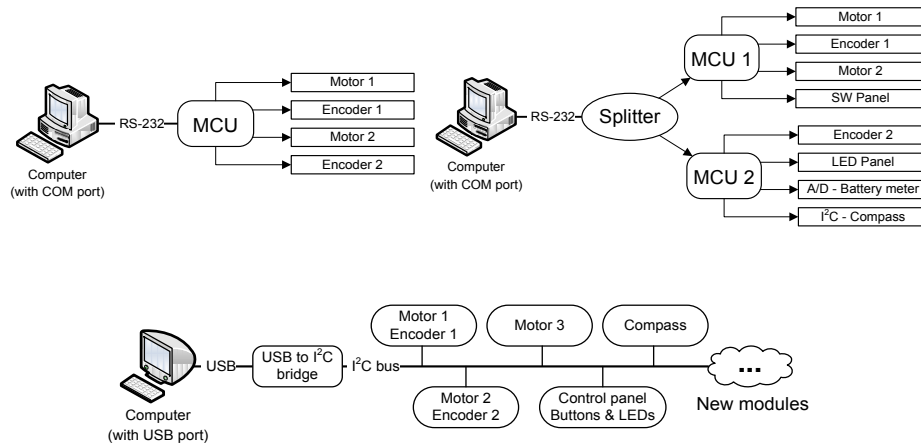 Computer
(with COM port)
RS-232
MCU
Motor 1
Encoder 1
Motor 2
Encoder 2
Computer
(with COM port)
RS-232
Splitter
MCU 1
Motor 1
Encoder 1
Motor 2
SW Panel
MCU 2
Encoder 2
LED Panel
A/D - Battery meter
I²C - Compass
Computer
(with USB port)
USB
USB to I²C
bridge
I²C bus
Motor 1
Encoder 1
Motor 3
Compass
Motor 2
Encoder 2
Control panel
Buttons & LEDs
...
New modules